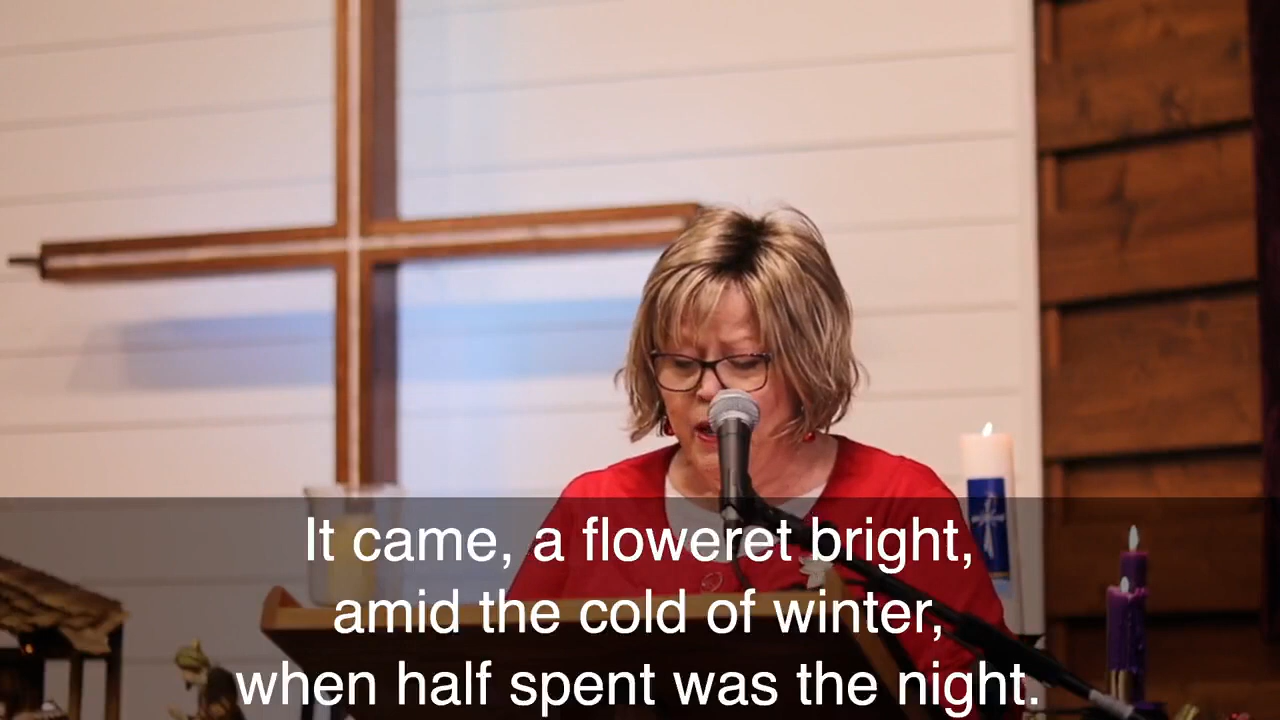 It came, a floweret bright,
amid the cold of winter,
when half spent was the night.